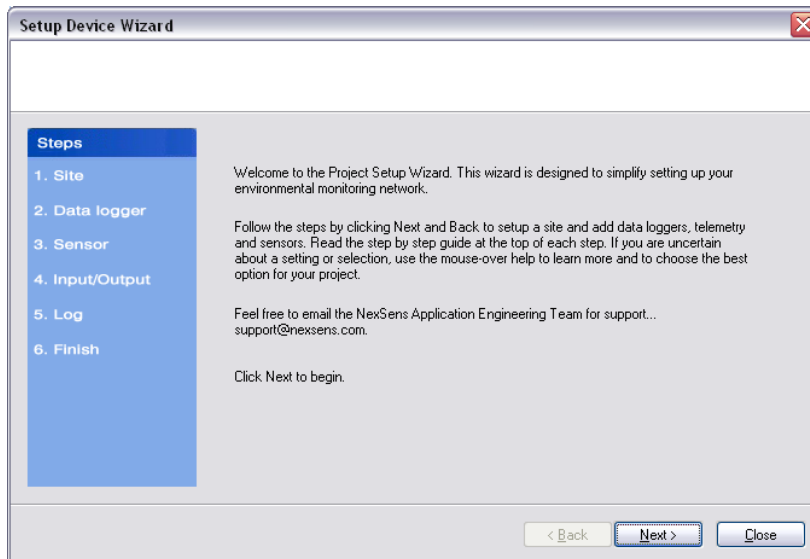 Setup Device Wizard
Steps
1. Site
2. Data logger
3. Sensor
4. Input/Output
5. Log
6. Finish
Welcome to the Project Setup Wizard. This wizard is designed to simplify setting up your
environmental monitoring network.
Follow the steps by clicking Next and Back to setup a site and add data loggers, telemetry
and sensors. Read the step by step guide at the top of each step. If you are uncertain
about a setting or selection, use the mouse-over help to learn more and to choose the best
option for your project.
Feel free to email the NexSens Application Engineering Team for support...
support@nexsens.com.
Click Next to begin.
< Back
Next >
Close